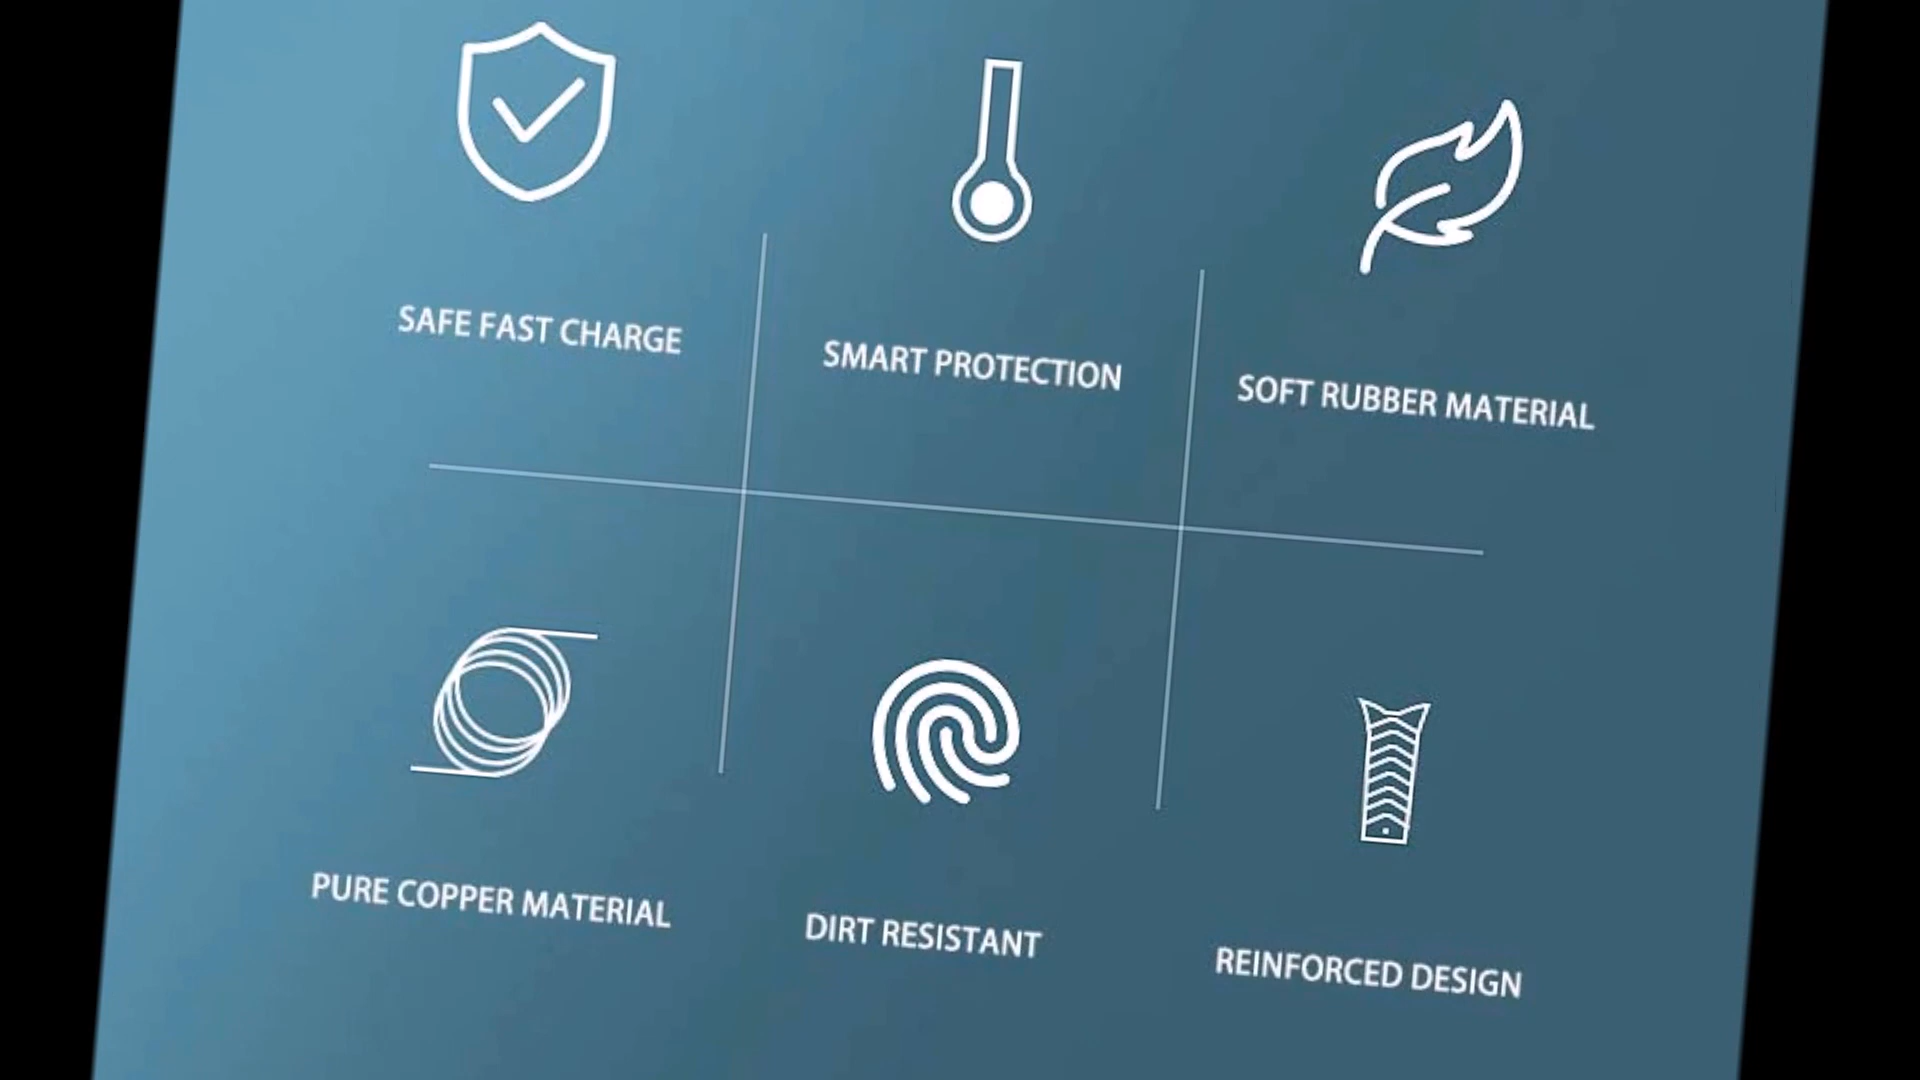 SAFE FAST CHARGE
SMART PROTECTION
SOFT RUBBER MATERIAL
PURE COPPER MATERIAL
DIRT RESISTANT
REINFORCED DESIGN